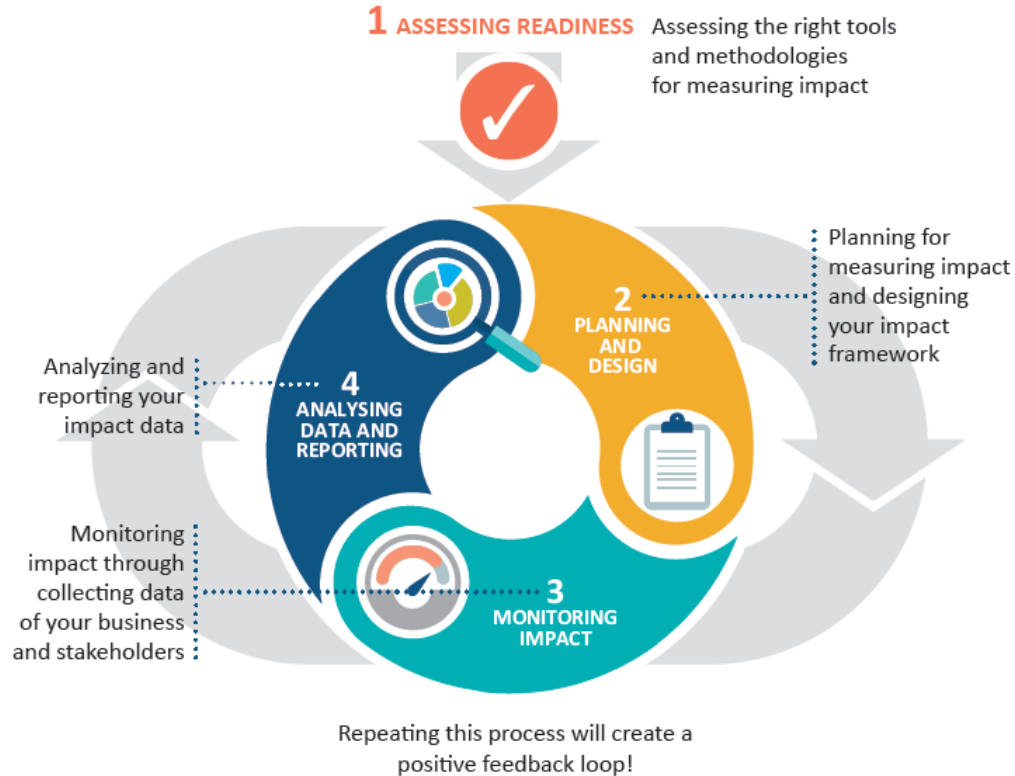 1 ASSESSING READINESS
Assessing the right tools
and methodologies
for measuring impact
2
PLANNING
AND
DESIGN
Planning for
measuring impact
and designing
your impact
framework
3
MONITORING
IMPACT
Monitoring
impact through
collecting data
of your business
and stakeholders
4
ANALYSING
DATA AND
REPORTING
Analyzing and
reporting your
impact data
Repeating this process will create a
positive feedback loop!